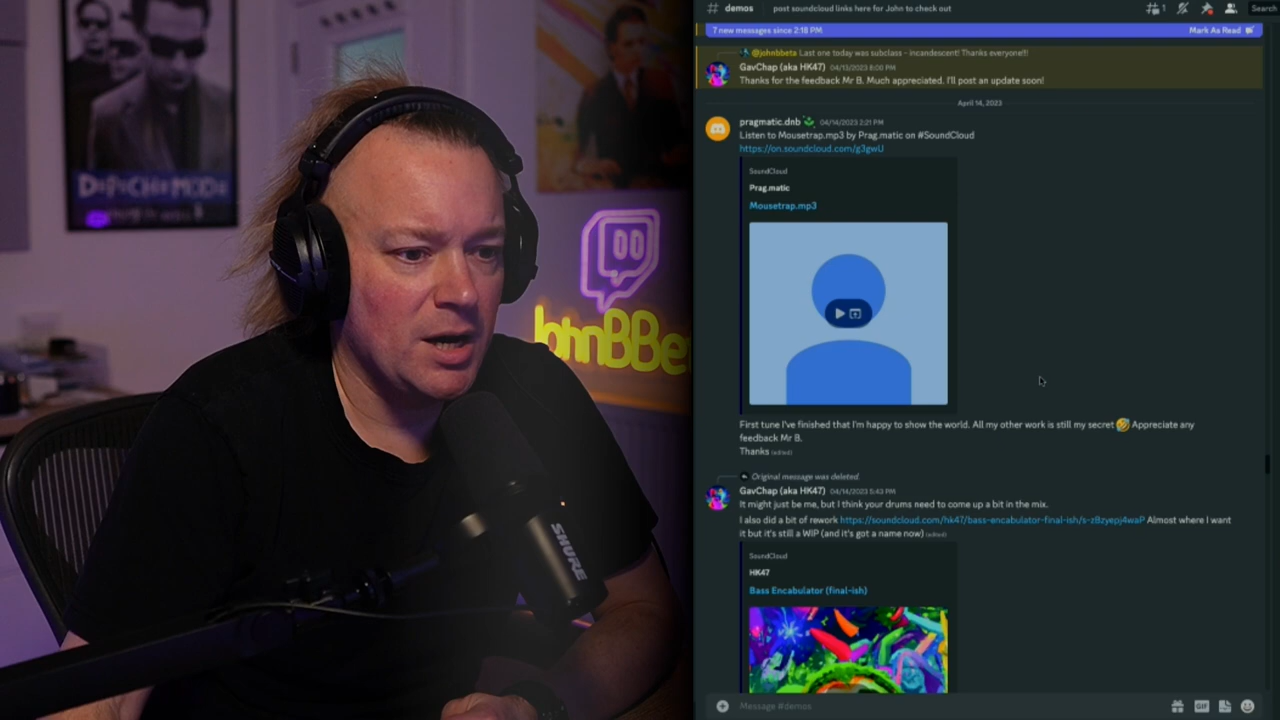 DEPECHE MODE
JohnBBe
SHURE
# demos post soundcloud links here for John to check out
1
Search
7 new messages since 2:18 PM
Mark As Read
@johnbbeta Last one today was subclass - incandescent! Thanks everyone!!!
GavChap (aka HK47) 04/13/2023 8:00 PM
Thanks for the feedback Mr B. Much appreciated. I'll post an update soon!
April 14, 2023
pragmatic.dnb 04/14/2023 2:21 PM
Listen to Mousetrap.mp3 by Prag.matic on #SoundCloud
https://on.soundcloud.com/g3gwU
SoundCloud
Prag.matic
Mousetrap.mp3
First tune I've finished that I'm happy to show the world. All my other work is still my secret 🤣 Appreciate any
feedback Mr B.
Thanks (edited)
Original message was deleted.
GavChap (aka HK47) 04/14/2023 5:43 PM
It might just be me, but I think your drums need to come up a bit in the mix.
I also did a bit of rework https://soundcloud.com/hk47/bass-encabulator-final-ish/s-zBzyepj4waP Almost where I want
it but it's still a WIP (and it's got a name now) (edited)
SoundCloud
HK47
Bass Encabulator (final-ish)
Message #demos
GIF